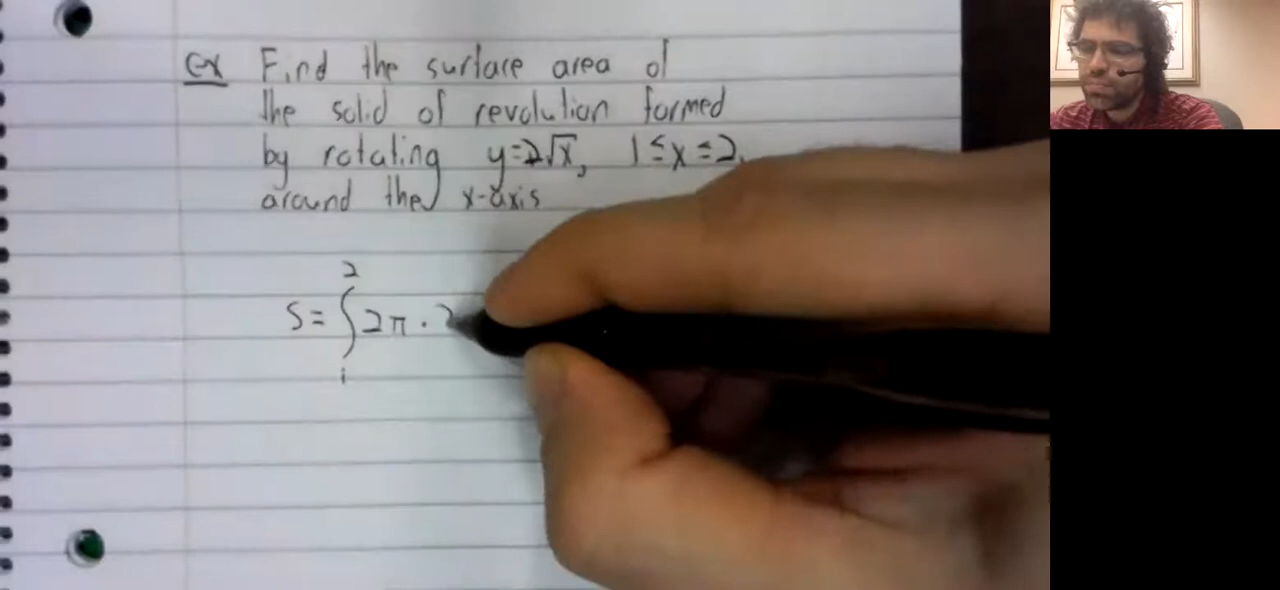 ex Find the surface area of
the solid of revolution formed
by rotating y=2√x, 1≤x≤2,
around the x-axis
S = ∫₁² 2π · 2